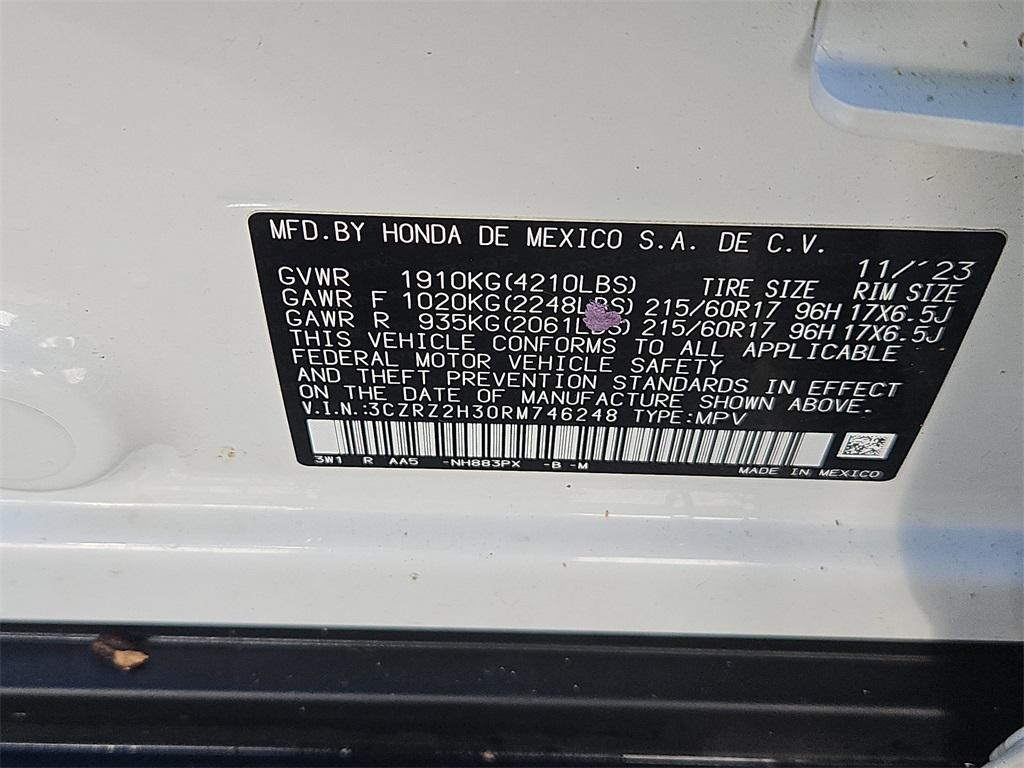 MFD.BY HONDA DE MEXICO S.A. DE C.V.
11/'23
GVWR 1910KG(4210LBS) TIRE SIZE RIM SIZE
GAWR F 1020KG(2248LBS) 215/60R17 96H 17X6.5J
GAWR R 935KG(2061LBS) 215/60R17 96H 17X6.5J
THIS VEHICLE CONFORMS TO ALL APPLICABLE
FEDERAL MOTOR VEHICLE SAFETY
AND THEFT PREVENTION STANDARDS IN EFFECT
ON THE DATE OF MANUFACTURE SHOWN ABOVE.
V.I.N.:3CZRZ2H30RM746248 TYPE:MPV
3W1 R AA5 -NH883PX -B -M
MADE IN MEXICO